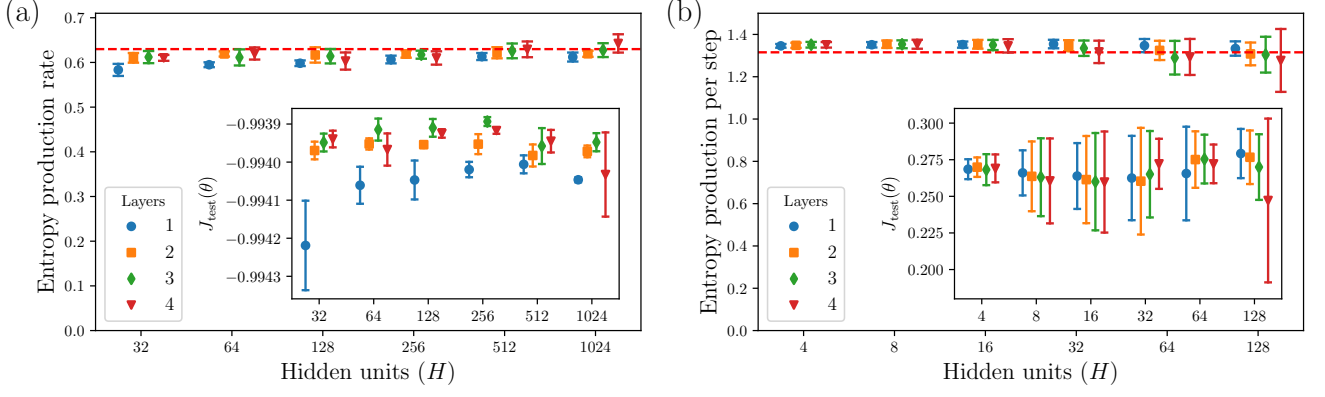 (a)
Entropy production rate
0.7
0.6
0.5
0.4
0.3
0.2
0.1
0.0
32 64 128 256 512 1024
Hidden units (H)
Layers
1
2
3
4
J_test(θ)
−0.9939
−0.99400
−0.99441
−0.99442
−0.99443
32 64 128 256 512 1024
(b)
Entropy production per step
1.4
1.2
1.0
0.8
0.6
0.4
0.2
0.0
4 8 16 32 64 128
Hidden units (H)
Layers
1
2
3
4
J_test(θ)
0.300
0.275
0.250
0.225
0.200
4 8 16 32 64 128